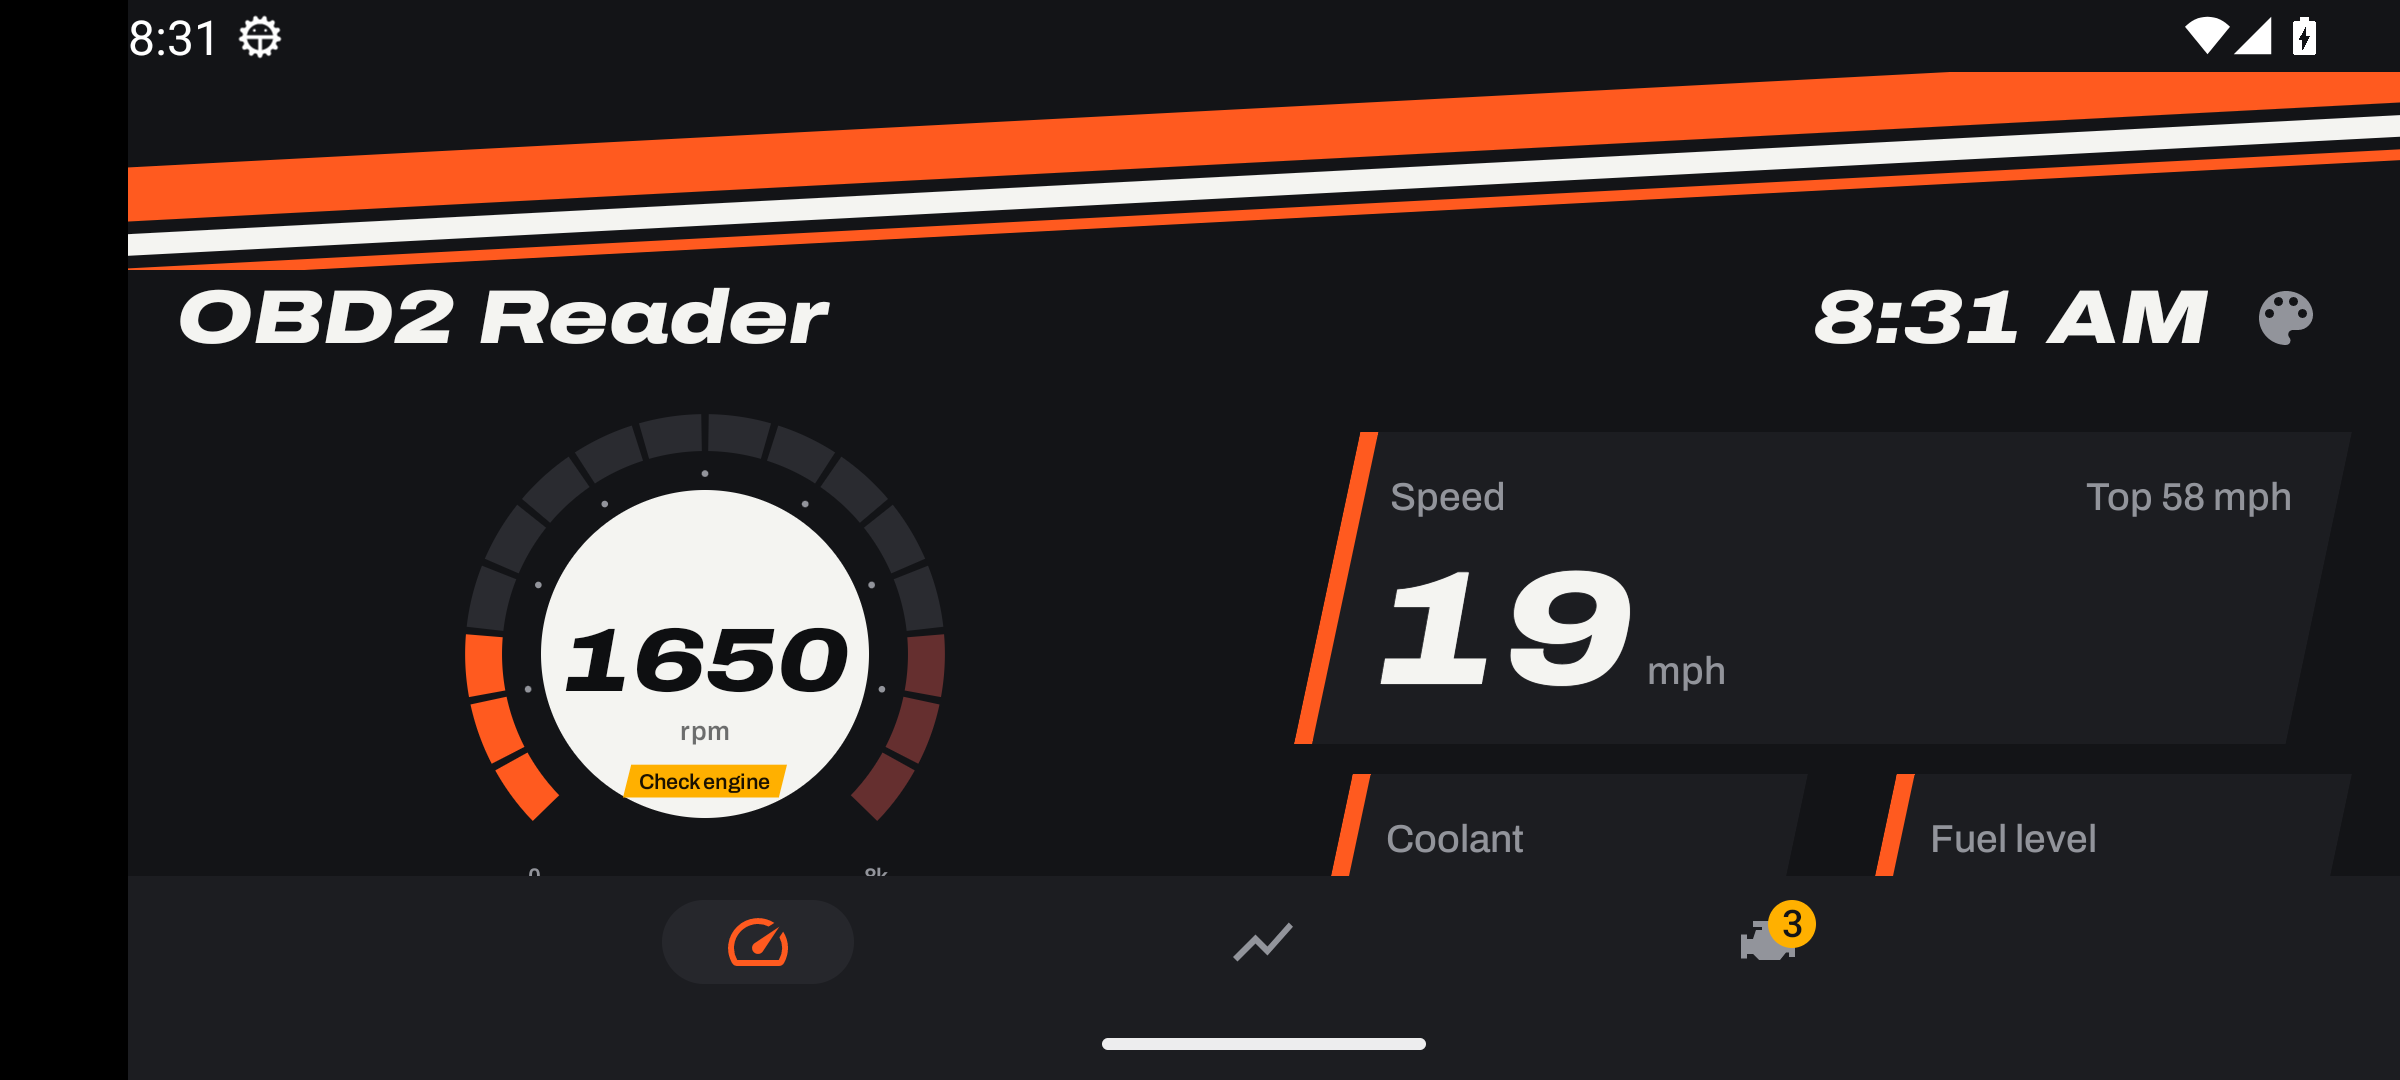 8:31
OBD2 Reader
8:31 AM
Speed
Top 58 mph
19 mph
1650
rpm
Check engine
Coolant
Fuel level
3